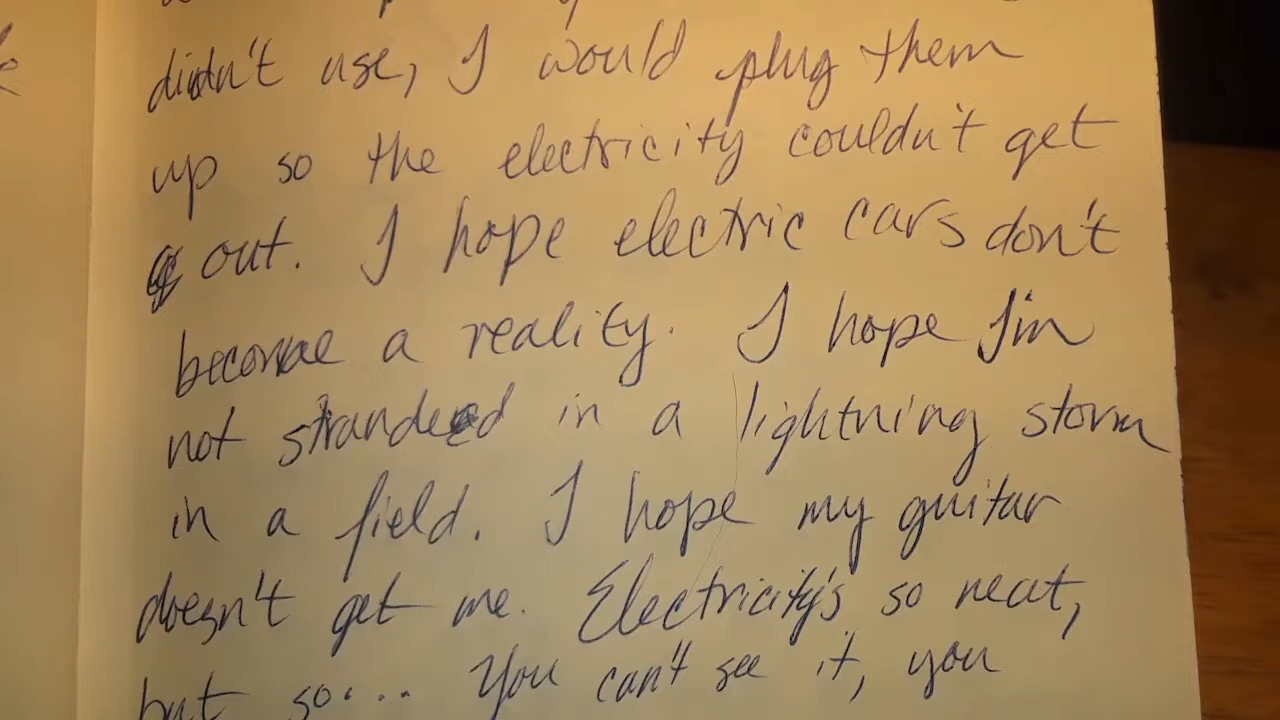 didn't use, I would plug them
up so the electricity couldn't get
out. I hope electric cars don't
become a reality. I hope I'm
not stranded in a lightning storm
in a field. I hope my guitar
doesn't get me. Electricity's so neat,
but so... You can't see it, you